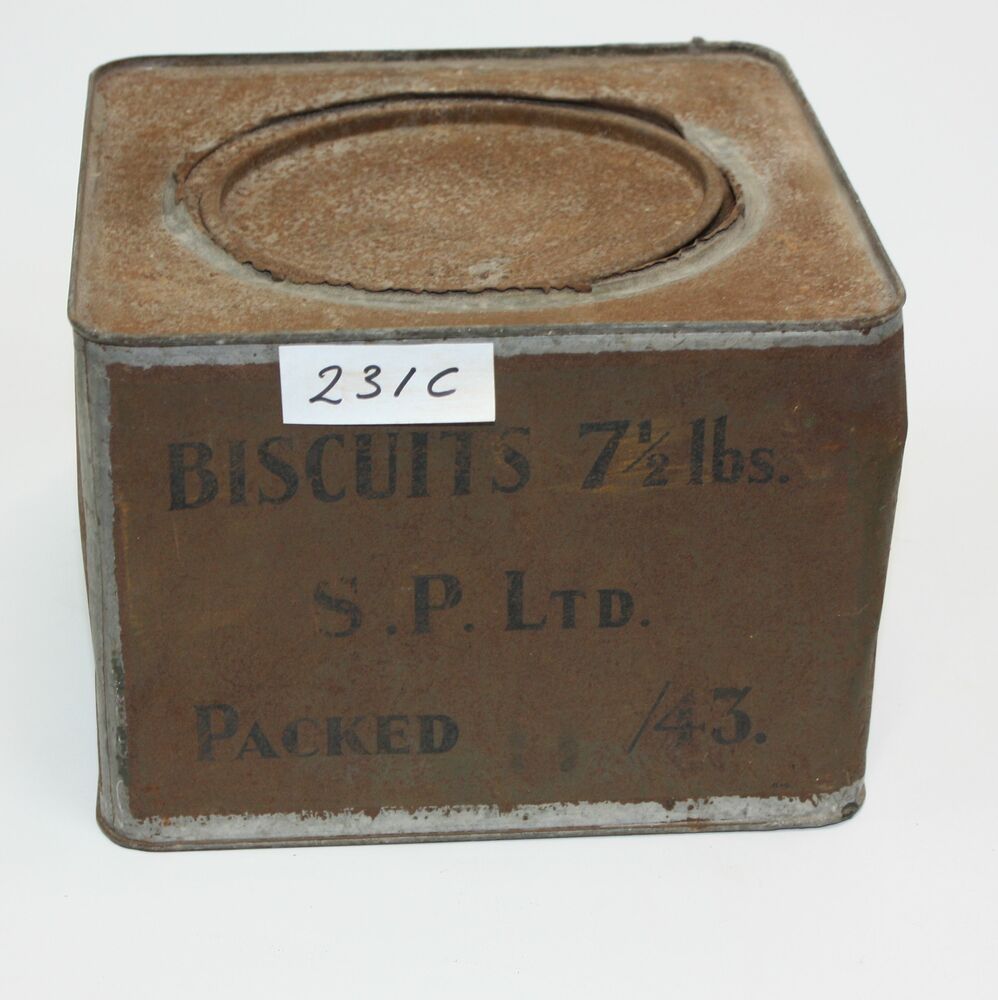 231C
BISCUITS 7½ lbs.
S.P. LTD.
PACKED /43.